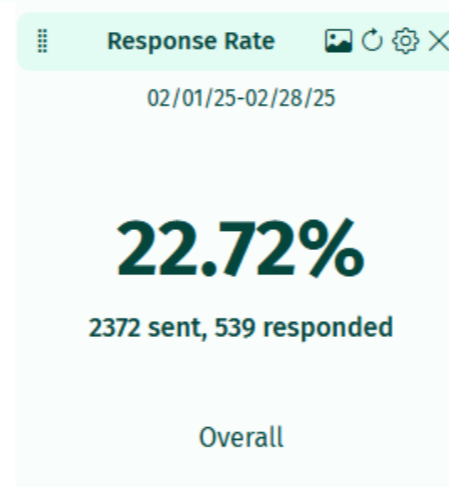 Response Rate
02/01/25-02/28/25
22.72%
2372 sent, 539 responded
Overall